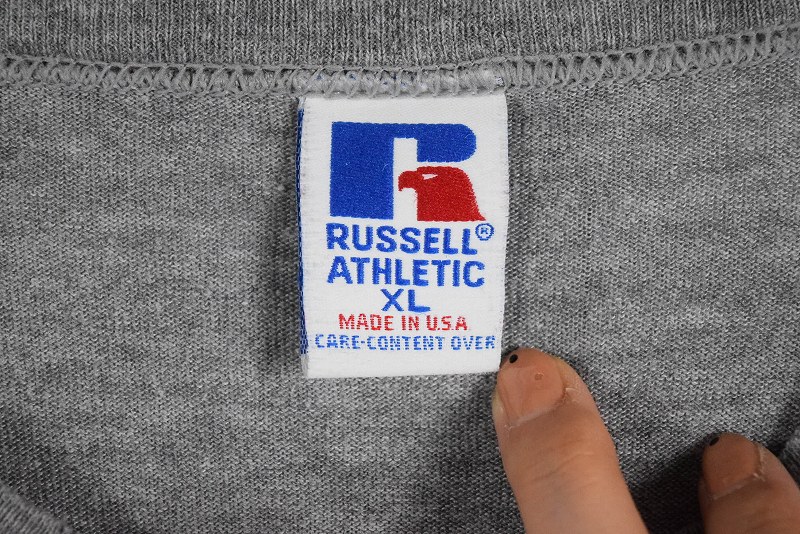 R
RUSSELL®
ATHLETIC
XL
MADE IN U.S.A
CARE-CONTENT OVER